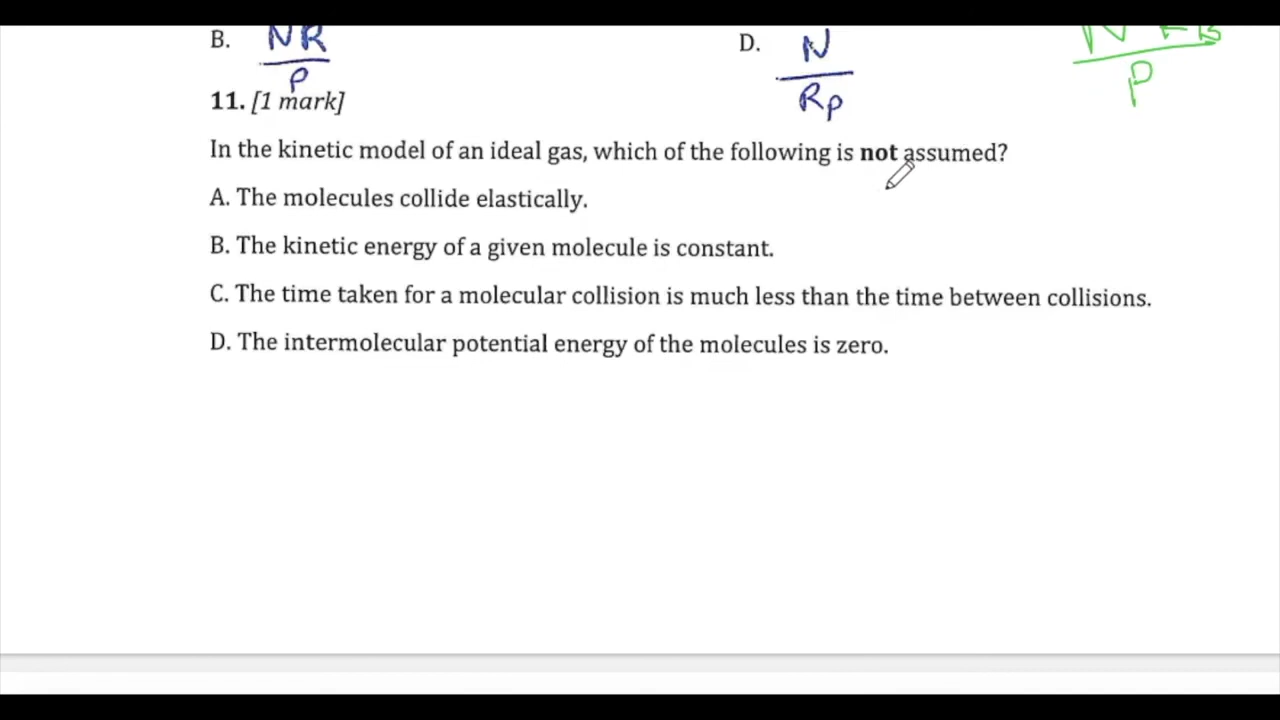 B. NR
P
D. N
Rp
P
11. [1 mark]
In the kinetic model of an ideal gas, which of the following is not assumed?
A. The molecules collide elastically.
B. The kinetic energy of a given molecule is constant.
C. The time taken for a molecular collision is much less than the time between collisions.
D. The intermolecular potential energy of the molecules is zero.